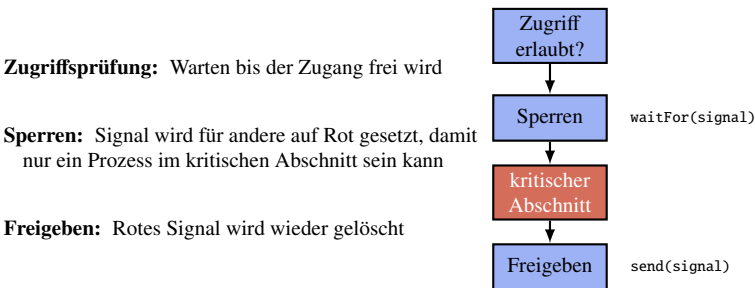 Zugriff
erlaubt?
Zugriffsprüfung: Warten bis der Zugang frei wird
Sperren
waitFor(signal)
Sperren: Signal wird für andere auf Rot gesetzt, damit
nur ein Prozess im kritischen Abschnitt sein kann
kritischer
Abschnitt
Freigeben: Rotes Signal wird wieder gelöscht
Freigeben
send(signal)